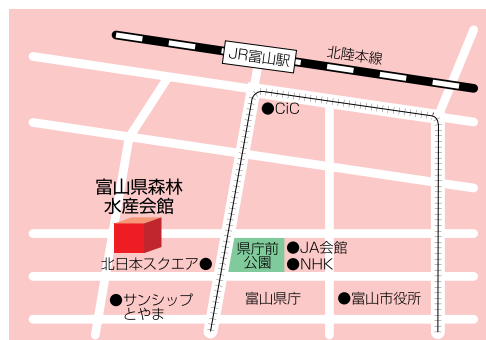 JR富山駅
北陸本線
CiC
富山県森林
水産会館
県庁前
公園
JA会館
NHK
北日本スクエア
サンシップ
とやま
富山県庁
富山市役所